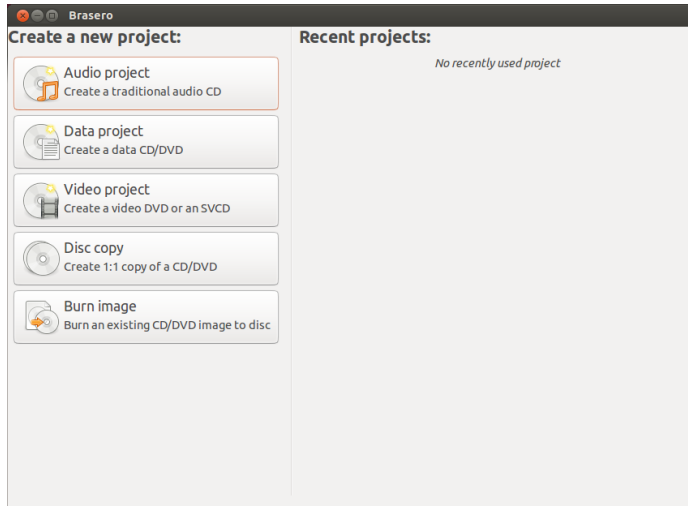 Brasero
Create a new project:
Audio project
Create a traditional audio CD
Data project
Create a data CD/DVD
Video project
Create a video DVD or an SVCD
Disc copy
Create 1:1 copy of a CD/DVD
Burn image
Burn an existing CD/DVD image to disc
Recent projects:
No recently used project